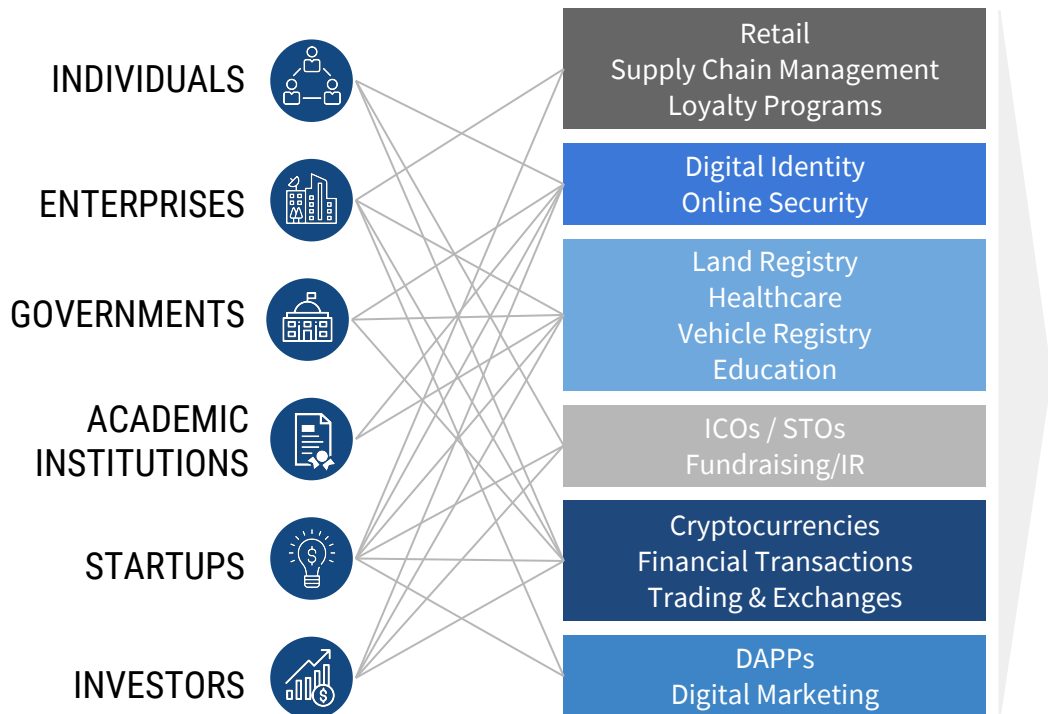 INDIVIDUALS
ENTERPRISES
GOVERNMENTS
ACADEMIC
INSTITUTIONS
STARTUPS
INVESTORS
Retail
Supply Chain Management
Loyalty Programs
Digital Identity
Online Security
Land Registry
Healthcare
Vehicle Registry
Education
ICOs / STOs
Fundraising/IR
Cryptocurrencies
Financial Transactions
Trading & Exchanges
DAPPs
Digital Marketing
$
$